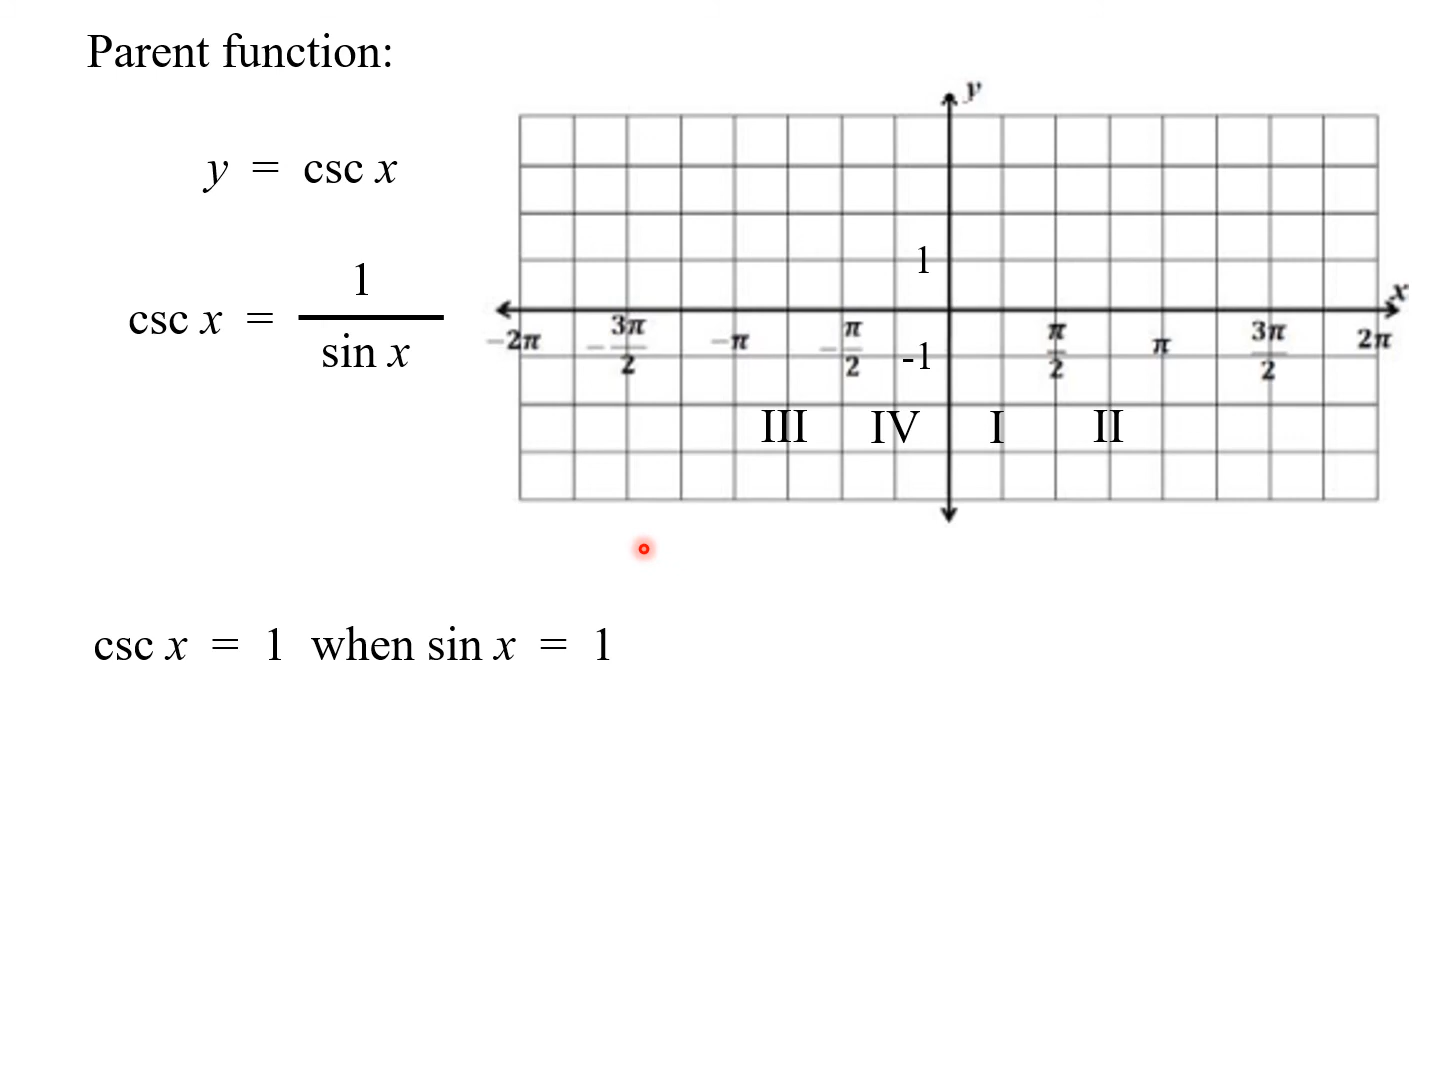 Parent function:
y = csc x
csc x = 1 / sin x
y
1
x
-2π -3π/2 -π -π/2 -1 π/2 π 3π/2 2π
III IV I II
csc x = 1 when sin x = 1